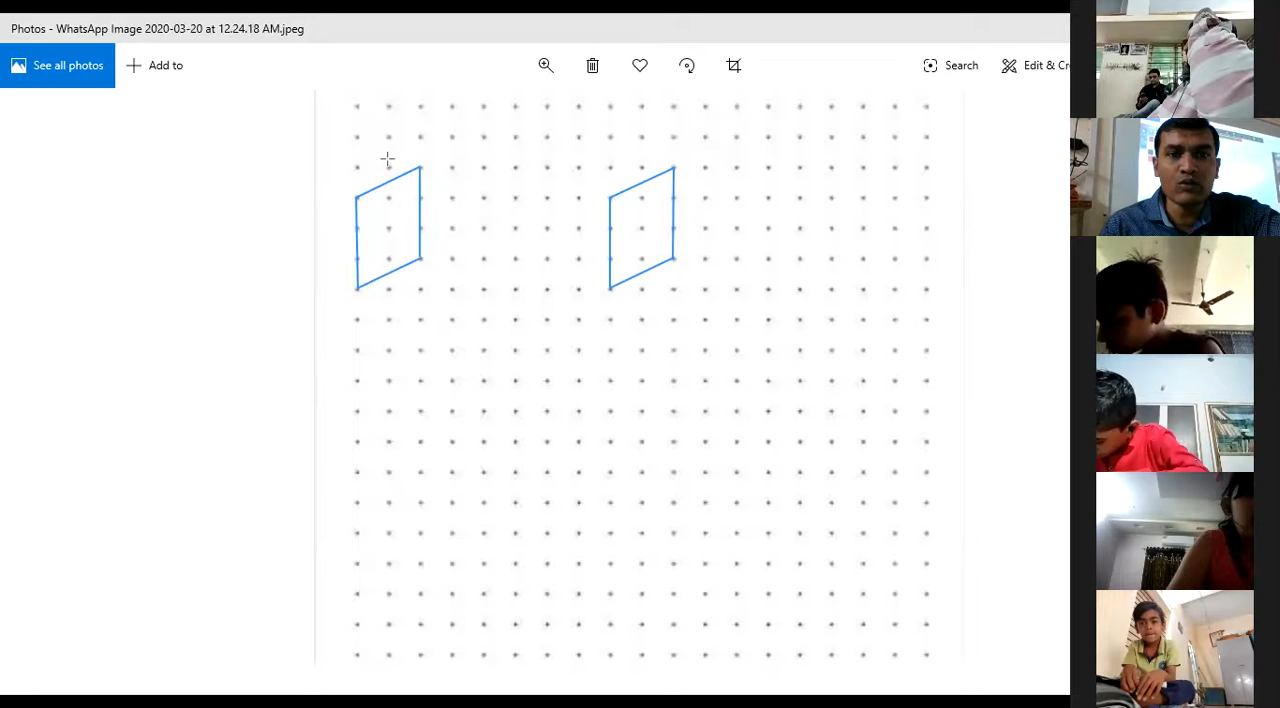 Photos - WhatsApp Image 2020-03-20 at 12.24.18 AM.jpeg
See all photos
Add to
Search
Edit & Cr